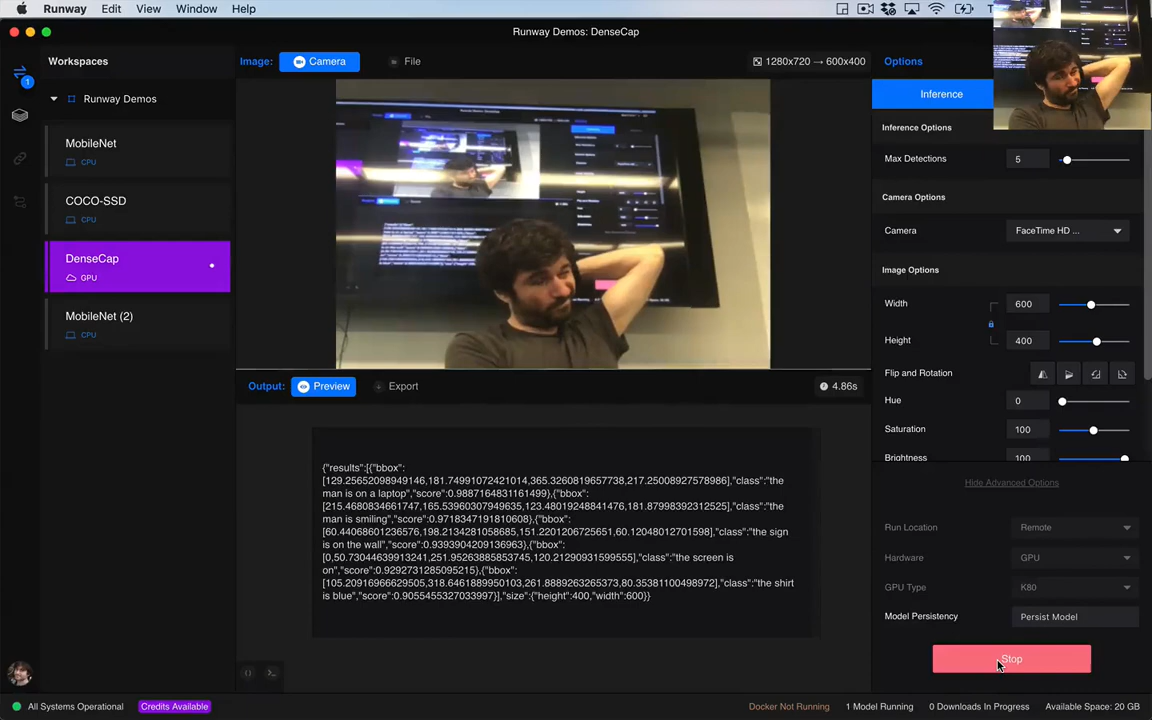 Runway Edit View Window Help
Runway Demos: DenseCap
Workspaces
1
Runway Demos
MobileNet
CPU
COCO-SSD
CPU
DenseCap
GPU
MobileNet (2)
CPU
Image: Camera File 1280x720 → 600x400
Output: Preview Export 4.86s
{"results":[{"bbox":
[129.25652098949146,181.74991072421014,365.3260819657738,217.25008927578986],"class":"the
man is on a laptop","score":0.9887164831161499},{"bbox":
[215.4680834661747,165.53960307949635,123.48019248841476,181.87998392312525],"class":"the
man is smiling","score":0.9718347191810608},{"bbox":
[60.44068601236576,198.2134281058685,151.2201206725651,60.12048012701598],"class":"the sign
is on the wall","score":0.9393904209136963},{"bbox":
[0,50.73044639913241,251.95263885853745,120.21290931599555],"class":"the screen is
on","score":0.9292731285095215},{"bbox":
[105.20916966629505,318.6461889950103,261.8889263265373,80.35381100498972],"class":"the shirt
is blue","score":0.9055455327033997}],"size":{"height":400,"width":600}}
Options
Inference
Inference Options
Max Detections 5
Camera Options
Camera FaceTime HD ...
Image Options
Width 600
Height 400
Flip and Rotation
Hue 0
Saturation 100
Brightness 100
Hide Advanced Options
Run Location Remote
Hardware GPU
GPU Type K80
Model Persistency Persist Model
Stop
All Systems Operational Credits Available Docker Not Running 1 Model Running 0 Downloads In Progress Available Space: 20 GB